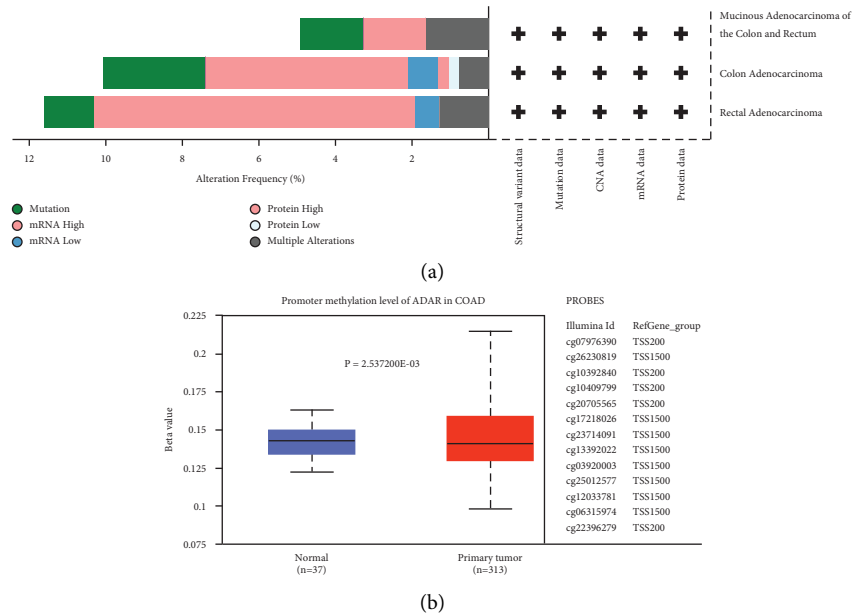 Mucinous Adenocarcinoma of
the Colon and Rectum
Colon Adenocarcinoma
Rectal Adenocarcinoma
12 10 8 6 4 2
Alteration Frequency (%)
Structural variant data
Mutation data
CNA data
mRNA data
Protein data
Mutation
mRNA High
mRNA Low
Protein High
Protein Low
Multiple Alterations
(a)
Promoter methylation level of ADAR in COAD
0.225
0.2
0.175
0.15
0.125
0.1
0.075
Beta value
P = 2.537200E-03
Normal
(n=37)
Primary tumor
(n=313)
PROBES
Illumina Id RefGene_group
cg07976390 TSS200
cg26230819 TSS1500
cg10392840 TSS200
cg10409799 TSS200
cg20705565 TSS200
cg17218026 TSS1500
cg23714091 TSS1500
cg13392022 TSS1500
cg03920003 TSS1500
cg25012577 TSS1500
cg12033781 TSS1500
cg06315974 TSS1500
cg22396279 TSS200
(b)